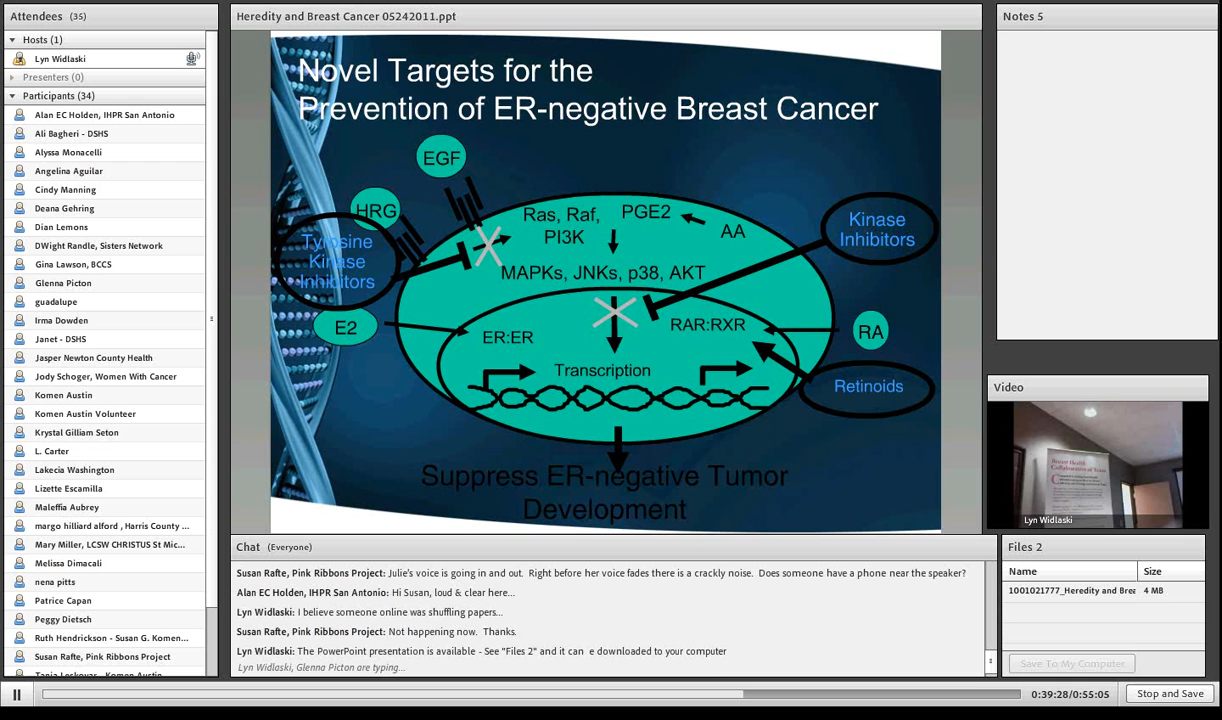 Attendees (35)
Hosts (1)
Lyn Widlaski
Presenters (0)
Participants (34)
Alan EC Holden, IHPR San Antonio
Ali Bagheri - DSHS
Alyssa Monacelli
Angelina Aguilar
Cindy Manning
Deana Gehring
Dian Lemons
DWight Randle, Sisters Network
Gina Lawson, BCCS
Glenna Picton
guadalupe
Irma Dowden
Janet - DSHS
Jasper Newton County Health
Jody Schoger, Women With Cancer
Komen Austin
Komen Austin Volunteer
Krystal Gilliam Seton
L. Carter
Lakecia Washington
Lizette Escamilla
Maleffia Aubrey
margo hilliard alford , Harris County ...
Mary Miller, LCSW CHRISTUS St Mic...
Melissa Dimacali
nena pitts
Patrice Capan
Peggy Dietsch
Ruth Hendrickson - Susan G. Komen...
Susan Rafte, Pink Ribbons Project
Heredity and Breast Cancer 05242011.ppt
Novel Targets for the
Prevention of ER-negative Breast Cancer
EGF
HRG
Tyrosine
Kinase
Inhibitors
E2
Ras, Raf,
PI3K
PGE2
AA
MAPKs, JNKs, p38, AKT
ER:ER
RAR:RXR
Transcription
Kinase
Inhibitors
RA
Retinoids
Suppress ER-negative Tumor
Development
Chat (Everyone)
Susan Rafte, Pink Ribbons Project: Julie's voice is going in and out. Right before her voice fades there is a crackly noise. Does someone have a phone near the speaker?
Alan EC Holden, IHPR San Antonio: Hi Susan, loud & clear here...
Lyn Widlaski: I believe someone online was shuffling papers...
Susan Rafte, Pink Ribbons Project: Not happening now. Thanks.
Lyn Widlaski: The PowerPoint presentation is available - See "Files 2" and it can e downloaded to your computer
Lyn Widlaski, Glenna Picton are typing...
Notes 5
Video
Breast Health
Collaborative of Texas
Lyn Widlaski
Files 2
Name Size
1001021777_Heredity and Brea 4 MB
Save To My Computer
0:39:28/0:55:05
Stop and Save